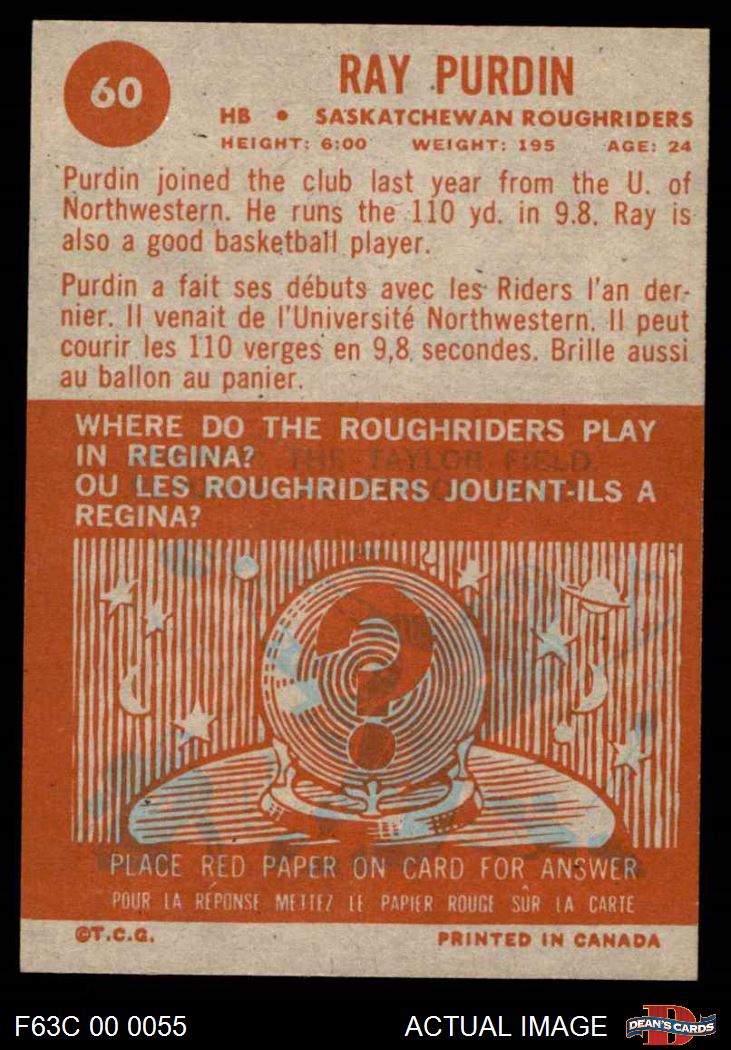 60
RAY PURDIN
HB • SASKATCHEWAN ROUGHRIDERS
HEIGHT: 6:00 WEIGHT: 195 AGE: 24
Purdin joined the club last year from the U. of
Northwestern. He runs the 110 yd. in 9.8. Ray is
also a good basketball player.
Purdin a fait ses débuts avec les Riders l'an der-
nier. Il venait de l'Université Northwestern. Il peut
courir les 110 verges en 9,8 secondes. Brille aussi
au ballon au panier.
WHERE DO THE ROUGHRIDERS PLAY
IN REGINA?
THE TAYLOR FIELD.
OU LES ROUGHRIDERS JOUENT-ILS A
REGINA?
?
PLACE RED PAPER ON CARD FOR ANSWER
POUR LA RÉPONSE METTEZ LE PAPIER ROUGE SÛR LA CARTE
©T.C.G. PRINTED IN CANADA
F63C 00 0055 ACTUAL IMAGE D DEAN'S CARDS